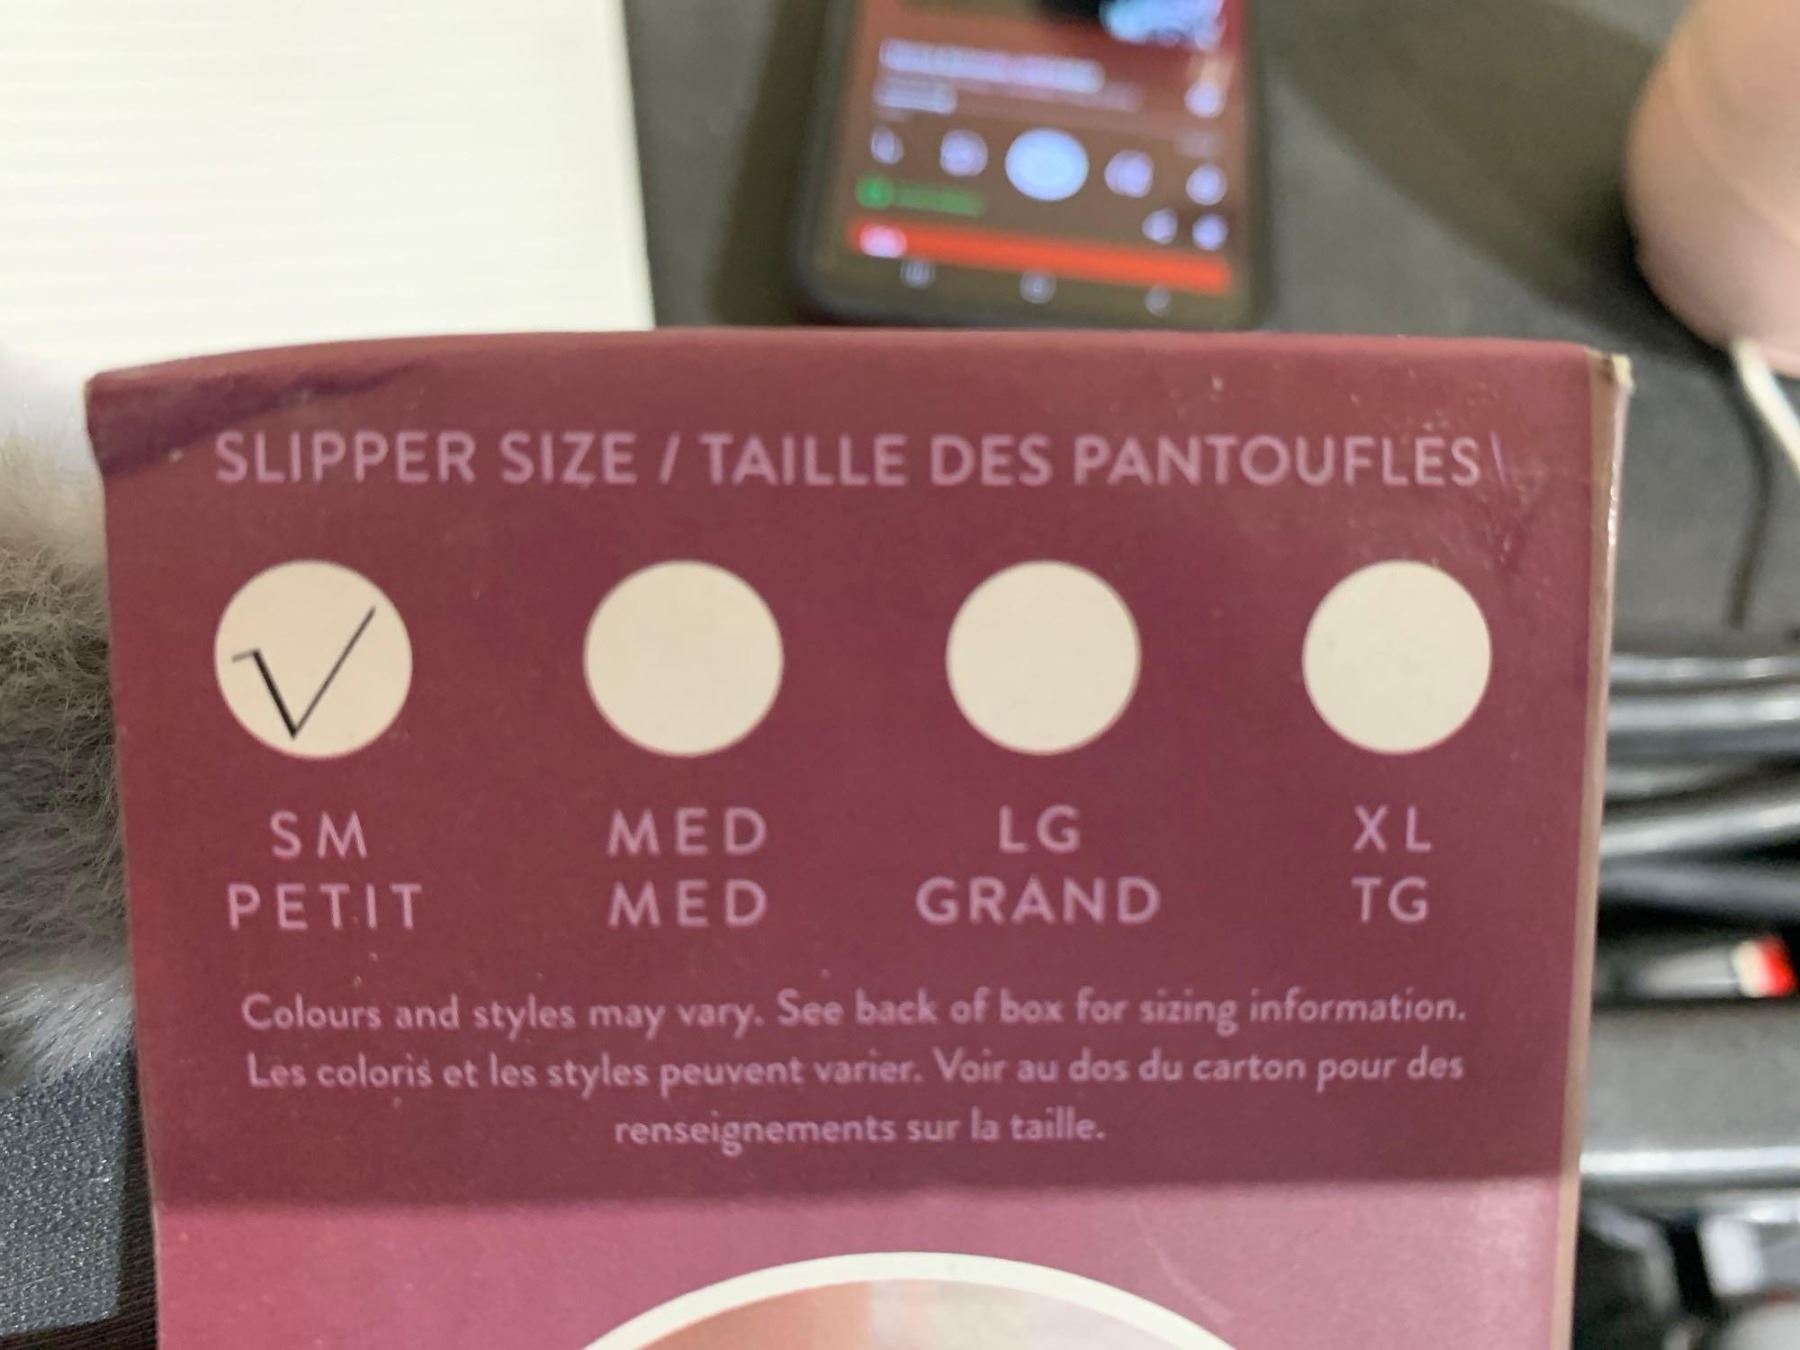 SLIPPER SIZE / TAILLE DES PANTOUFLES
SM MED LG XL
PETIT MED GRAND TG
Colours and styles may vary. See back of box for sizing information.
Les coloris et les styles peuvent varier. Voir au dos du carton pour des
renseignements sur la taille.